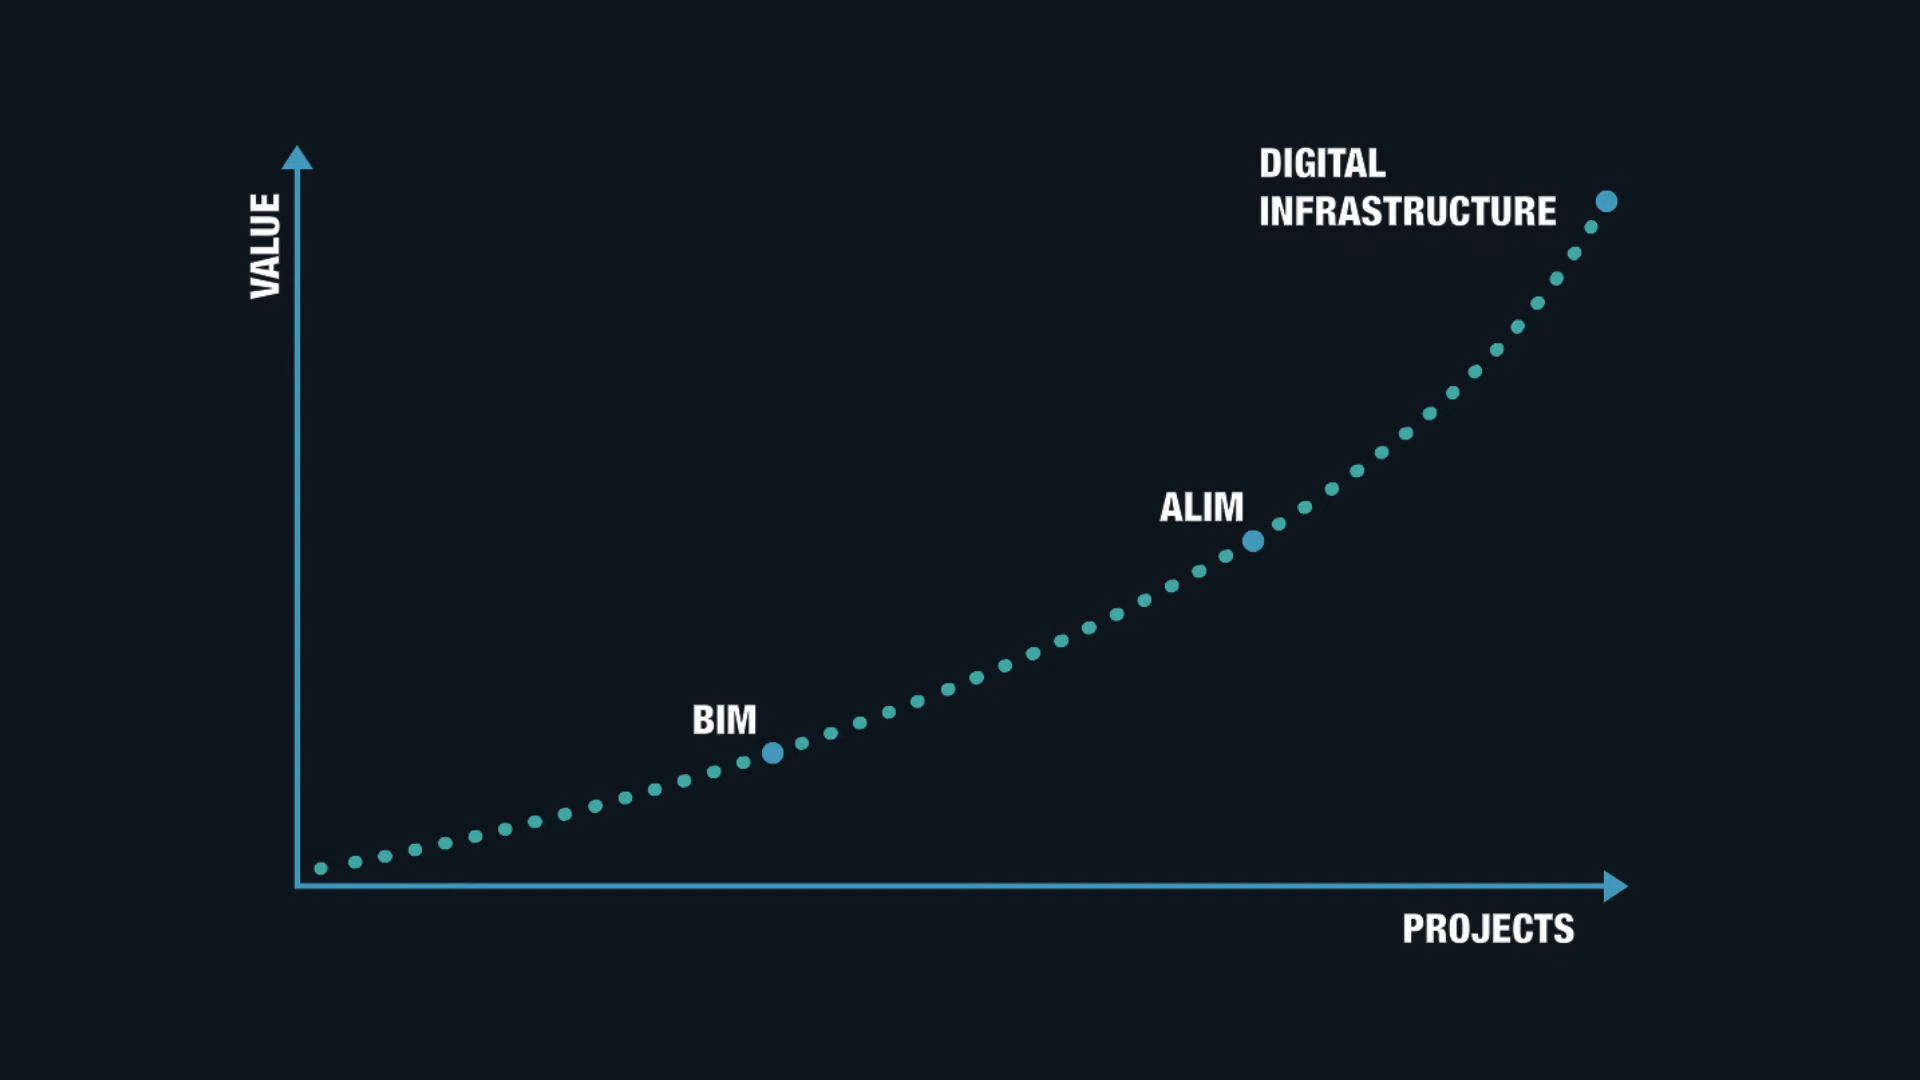 VALUE
DIGITAL
INFRASTRUCTURE
ALIM
BIM
PROJECTS